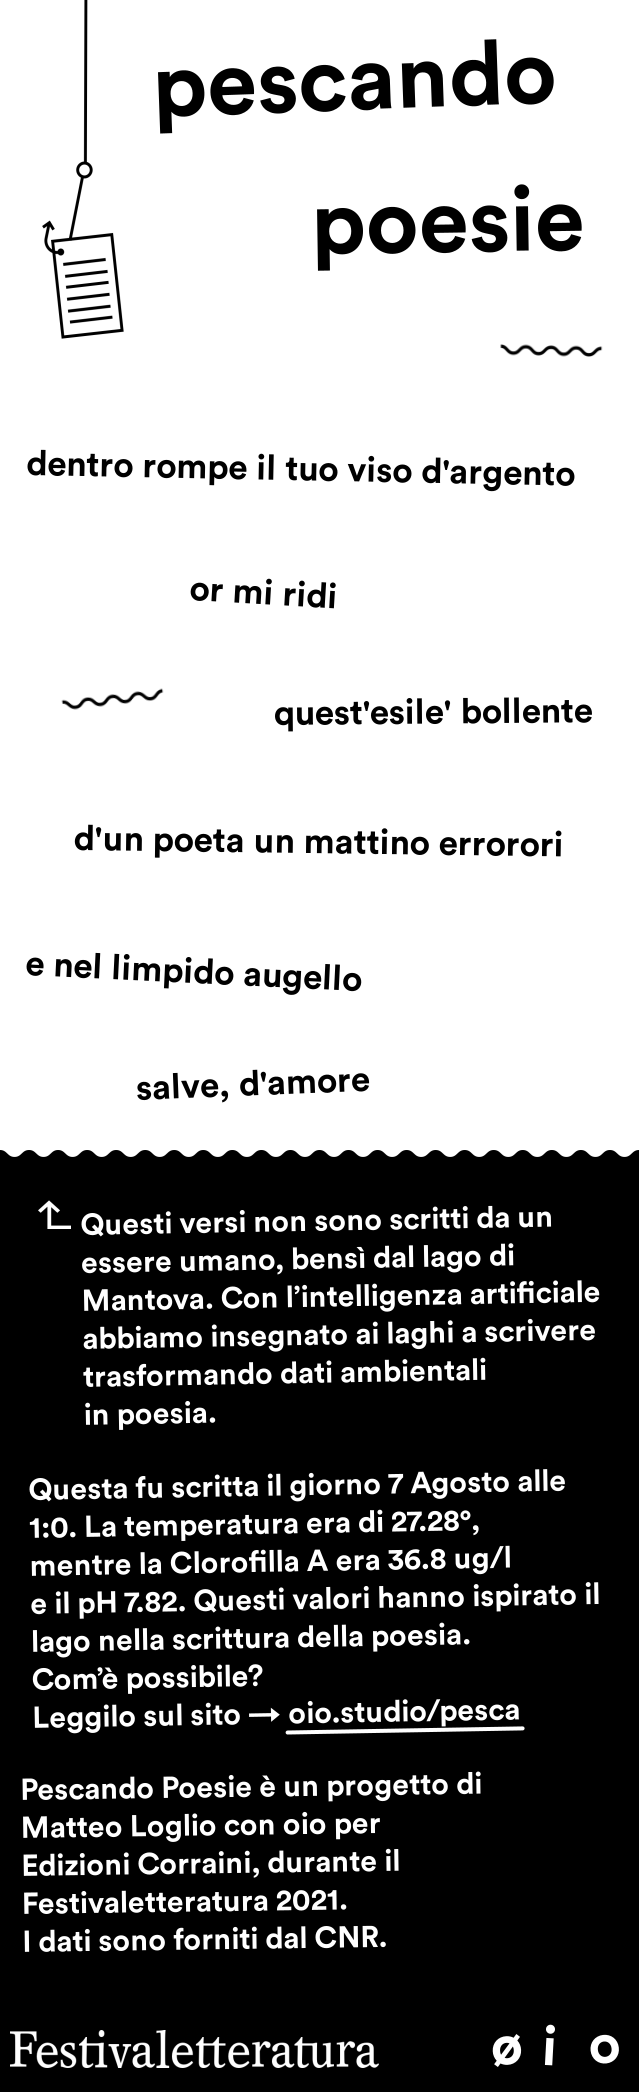 pescando
poesie
dentro rompe il tuo viso d'argento
or mi ridi
quest'esile' bollente
d'un poeta un mattino errorori
e nel limpido augello
salve, d'amore
Questi versi non sono scritti da un
essere umano, bensì dal lago di
Mantova. Con l’intelligenza artificiale
abbiamo insegnato ai laghi a scrivere
trasformando dati ambientali
in poesia.
Questa fu scritta il giorno 7 Agosto alle
1:0. La temperatura era di 27.28°,
mentre la Clorofilla A era 36.8 ug/l
e il pH 7.82. Questi valori hanno ispirato il
lago nella scrittura della poesia.
Com’è possibile?
Leggilo sul sito → oio.studio/pesca
Pescando Poesie è un progetto di
Matteo Loglio con oio per
Edizioni Corraini, durante il
Festivaletteratura 2021.
I dati sono forniti dal CNR.
Festivaletteratura ø i o